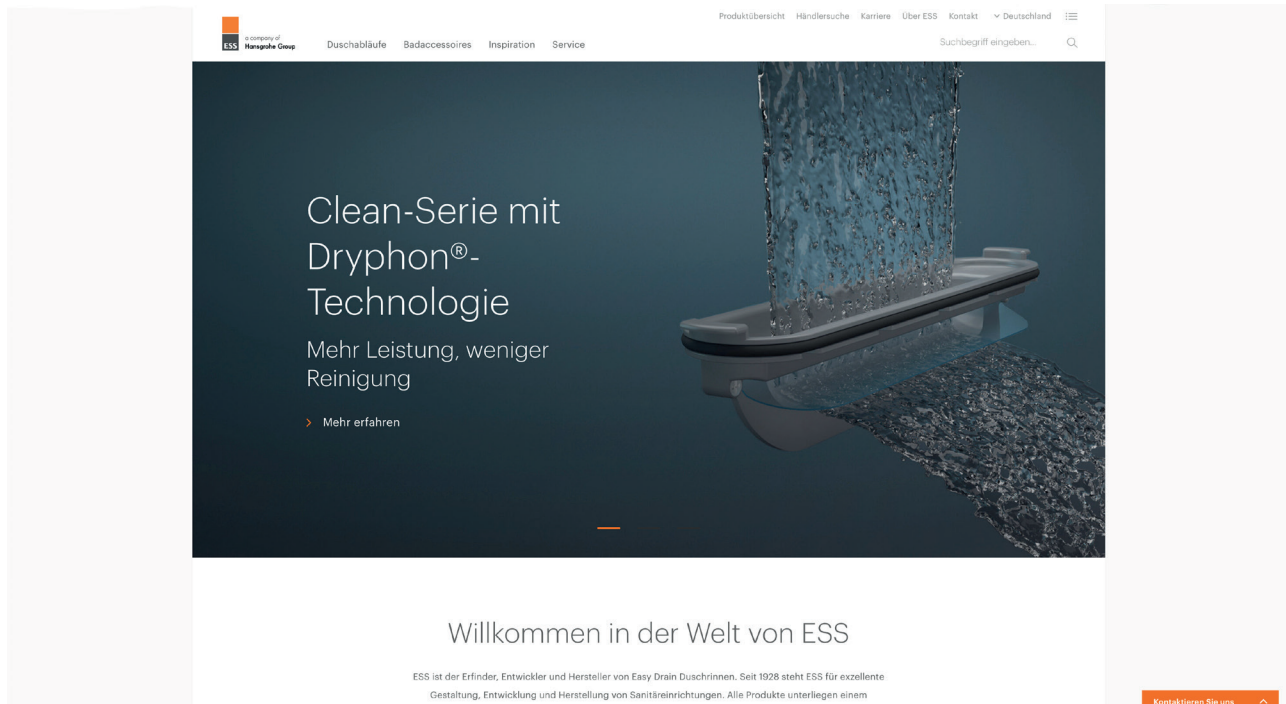 Produktübersicht Händlersuche Karriere Über ESS Kontakt Deutschland
ESS
a company of
Hansgrohe Group
Duschabläufe Badaccessoires Inspiration Service
Suchbegriff eingeben...
Clean-Serie mit
Dryphon®-
Technologie
Mehr Leistung, weniger
Reinigung
Mehr erfahren
Willkommen in der Welt von ESS
ESS ist der Erfinder, Entwickler und Hersteller von Easy Drain Duschrinnen. Seit 1928 steht ESS für exzellente
Gestaltung, Entwicklung und Herstellung von Sanitäreinrichtungen. Alle Produkte unterliegen einem
Kontaktieren Sie uns